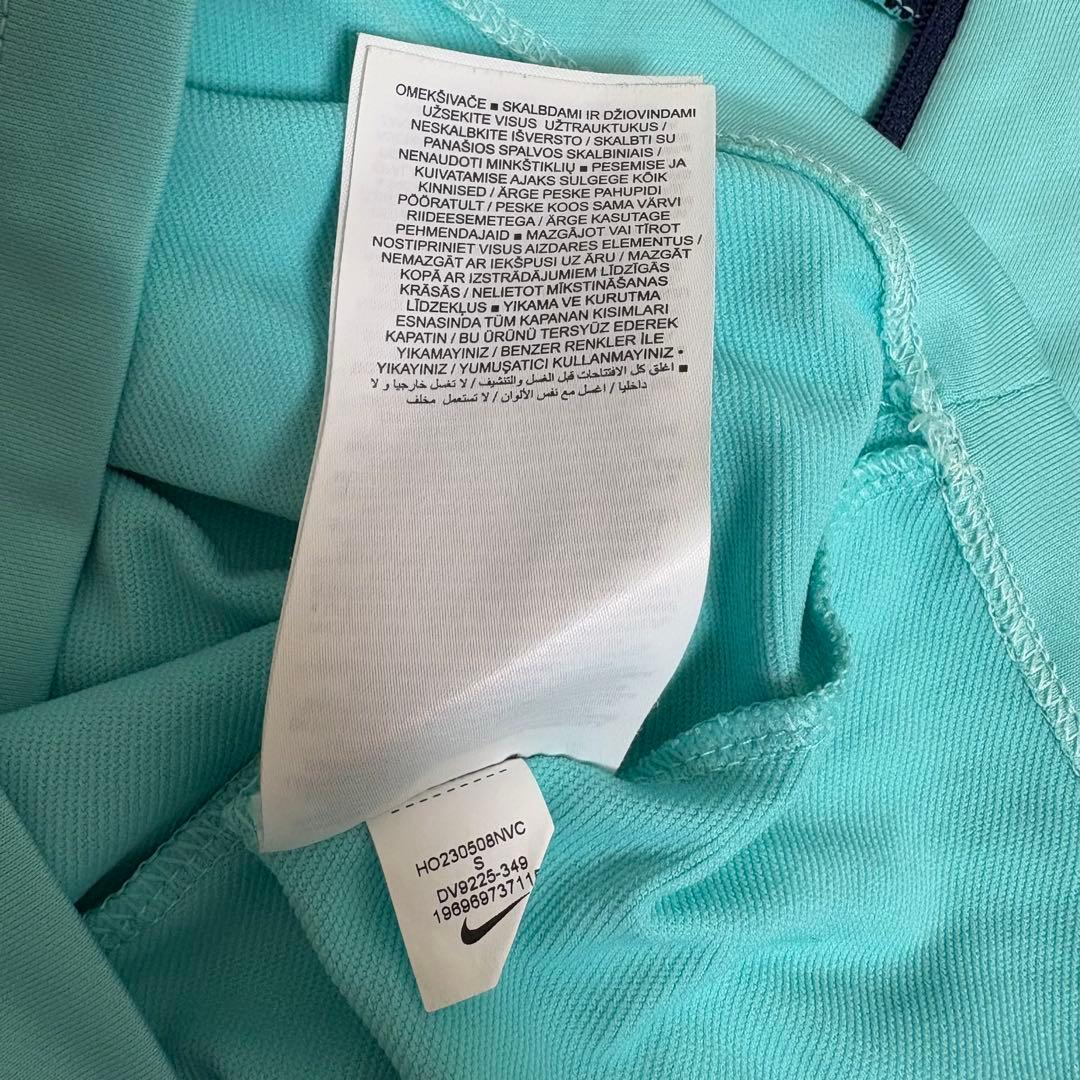 OMEKŠIVAČE ■ SKALBDAMI IR DŽIOVINDAMI
UŽSEKITE VISUS UŽTRAUKTUKUS /
NESKALBKITE IŠVERSTO / SKALBTI SU
PANAŠIOS SPALVOS SKALBINIAIS /
NENAUDOTI MINKŠTIKLIŲ ■ PESEMISE JA
KUIVATAMISE AJAKS SULGEGE KÕIK
KINNISED / ÄRGE PESKE PAHUPIDI
PÖÖRATULT / PESKE KOOS SAMA VÄRVI
RIIDEESEMETEGA / ÄRGE KASUTAGE
PEHMENDAJAID ■ MAZGĀJOT VAI TĪROT
NOSTIPRINIET VISUS AIZDARES ELEMENTUS /
NEMAZGĀT AR IEKŠPUSI UZ ĀRU / MAZGĀT
KOPĀ AR IZSTRĀDĀJUMIEM LĪDZĪGĀS
KRĀSĀS / NELIETOT MĪKSTINĀŠANAS
LĪDZEKĻUS ■ YIKAMA VE KURUTMA
ESNASINDA TÜM KAPANAN KISIMLARI
KAPATIN / BU ÜRÜNÜ TERSYÜZ EDEREK
YIKAMAYINIZ / BENZER RENKLER İLE
YIKAYINIZ / YUMUŞATICI KULLANMAYINIZ •
■ اغلق كل الافتتاحات قبل الغسل والتنشيف / لا تغسل خارجيا و لا
داخليا / اغسل مع نفس الألوان / لا تستعمل مخلف
HO230508NVC
S
DV9225-349
19696973711